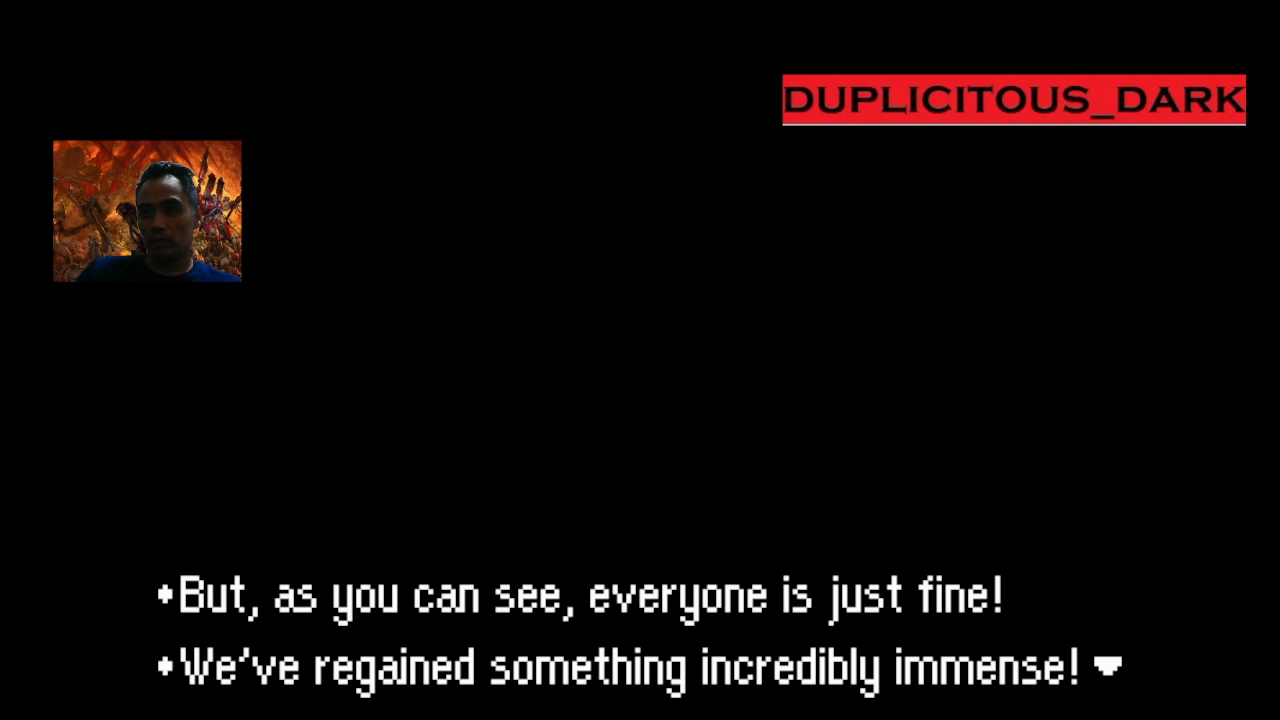 DUPLICITOUS_DARK
•But, as you can see, everyone is just fine!
•We've regained something incredibly immense!